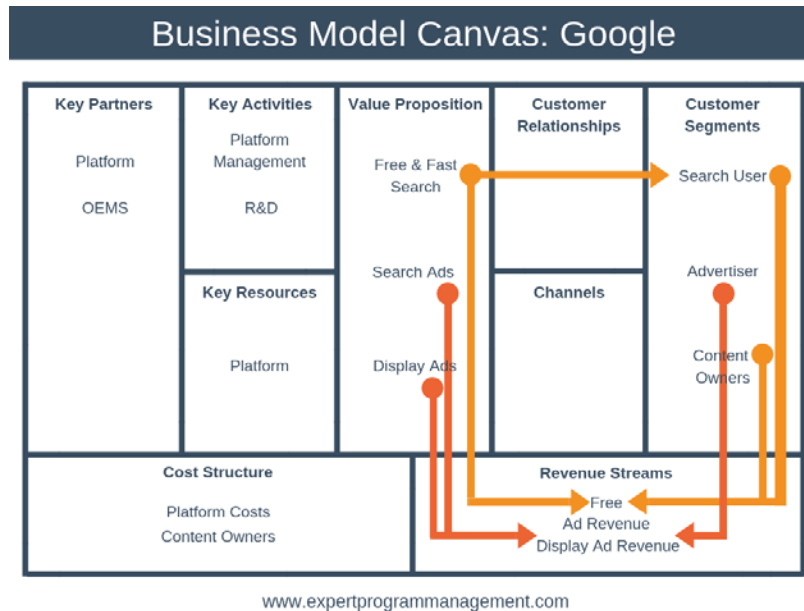 Business Model Canvas: Google
Key Partners
Platform
OEMS
Key Activities
Platform
Management
R&D
Key Resources
Platform
Value Proposition
Free & Fast
Search
Search Ads
Display Ads
Customer
Relationships
Channels
Customer
Segments
Search User
Advertiser
Content
Owners
Cost Structure
Platform Costs
Content Owners
Revenue Streams
Free
Ad Revenue
Display Ad Revenue
www.expertprogrammanagement.com